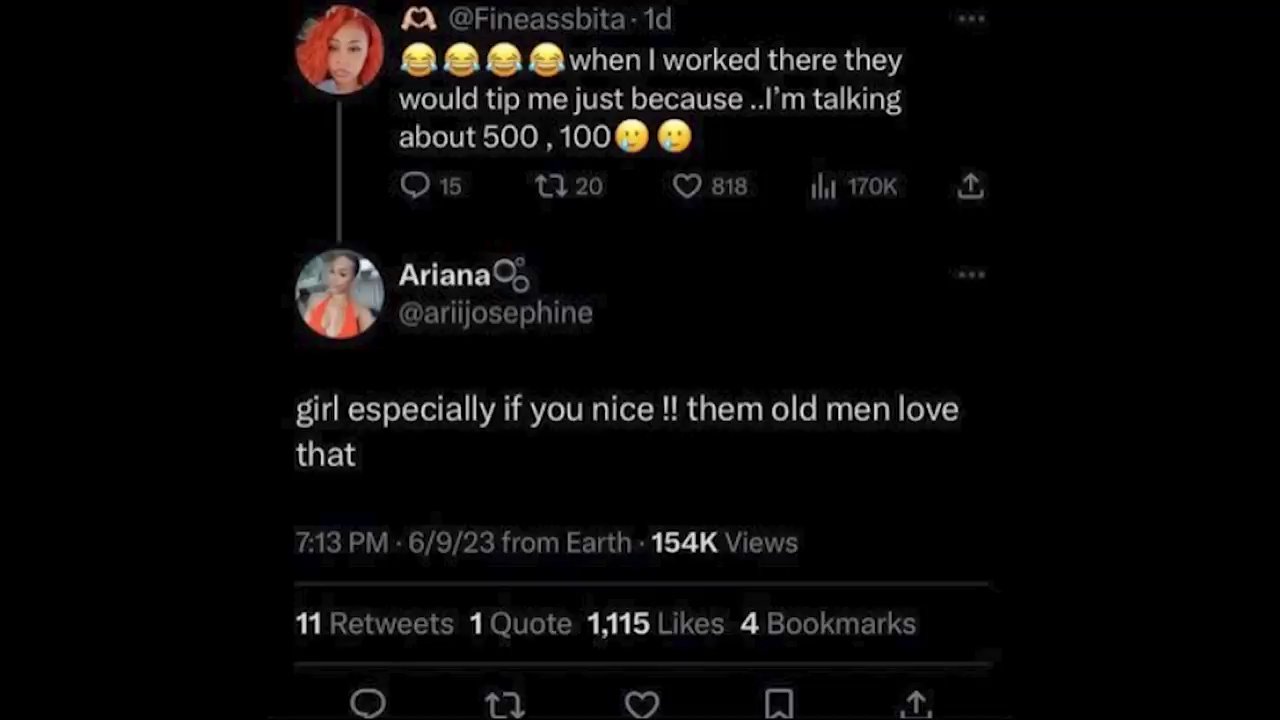 🫶 @Fineassbita · 1d
😂😂😂😂when I worked there they
would tip me just because ..I'm talking
about 500 , 100🥲 🥲
15 20 818 170K
Ariana🫧
@ariijosephine
girl especially if you nice !! them old men love
that
7:13 PM · 6/9/23 from Earth · 154K Views
11 Retweets 1 Quote 1,115 Likes 4 Bookmarks